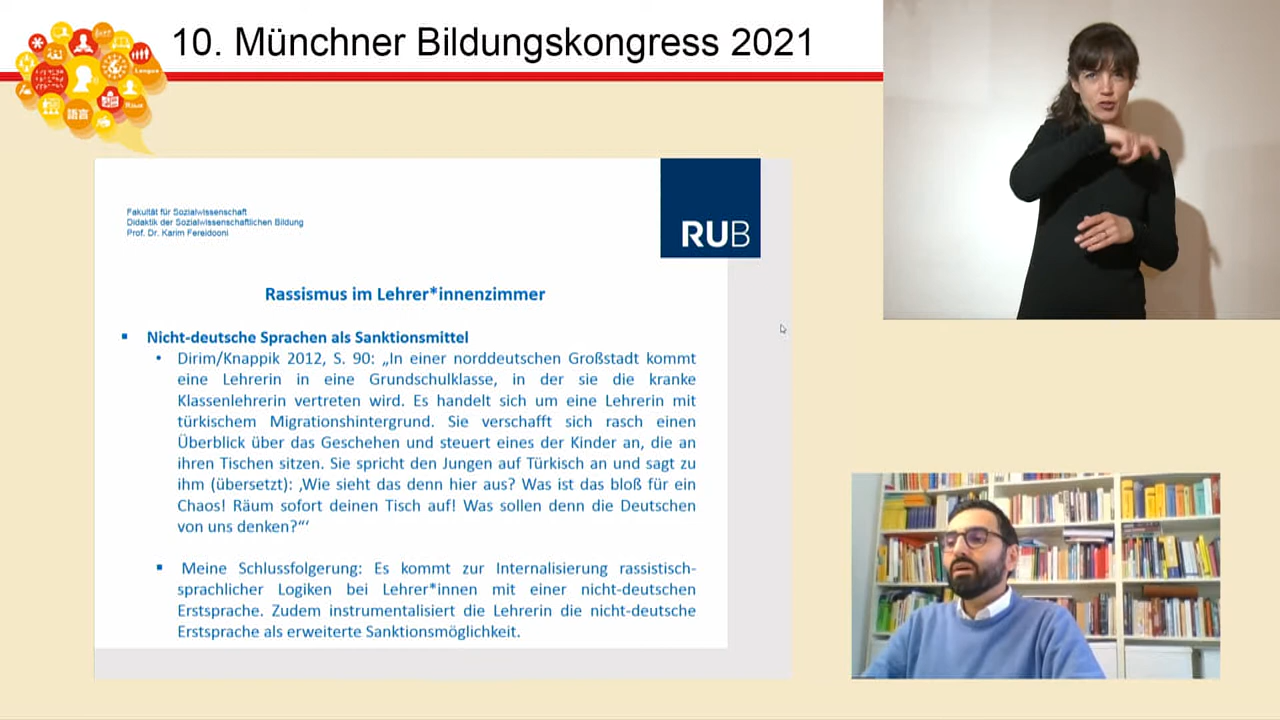 10. Münchner Bildungskongress 2021
語言
Fakultät für Sozialwissenschaft
Didaktik der Sozialwissenschaftlichen Bildung
Prof. Dr. Karim Fereidooni
RUB
Rassismus im Lehrer*innenzimmer
▪ Nicht-deutsche Sprachen als Sanktionsmittel
• Dirim/Knappik 2012, S. 90: „In einer norddeutschen Großstadt kommt
eine Lehrerin in eine Grundschulklasse, in der sie die kranke
Klassenlehrerin vertreten wird. Es handelt sich um eine Lehrerin mit
türkischem Migrationshintergrund. Sie verschafft sich rasch einen
Überblick über das Geschehen und steuert eines der Kinder an, die an
ihren Tischen sitzen. Sie spricht den Jungen auf Türkisch an und sagt zu
ihm (übersetzt): ‚Wie sieht das denn hier aus? Was ist das bloß für ein
Chaos! Räum sofort deinen Tisch auf! Was sollen denn die Deutschen
von uns denken?“‘
▪ Meine Schlussfolgerung: Es kommt zur Internalisierung rassistisch-
sprachlicher Logiken bei Lehrer*innen mit einer nicht-deutschen
Erstsprache. Zudem instrumentalisiert die Lehrerin die nicht-deutsche
Erstsprache als erweiterte Sanktionsmöglichkeit.